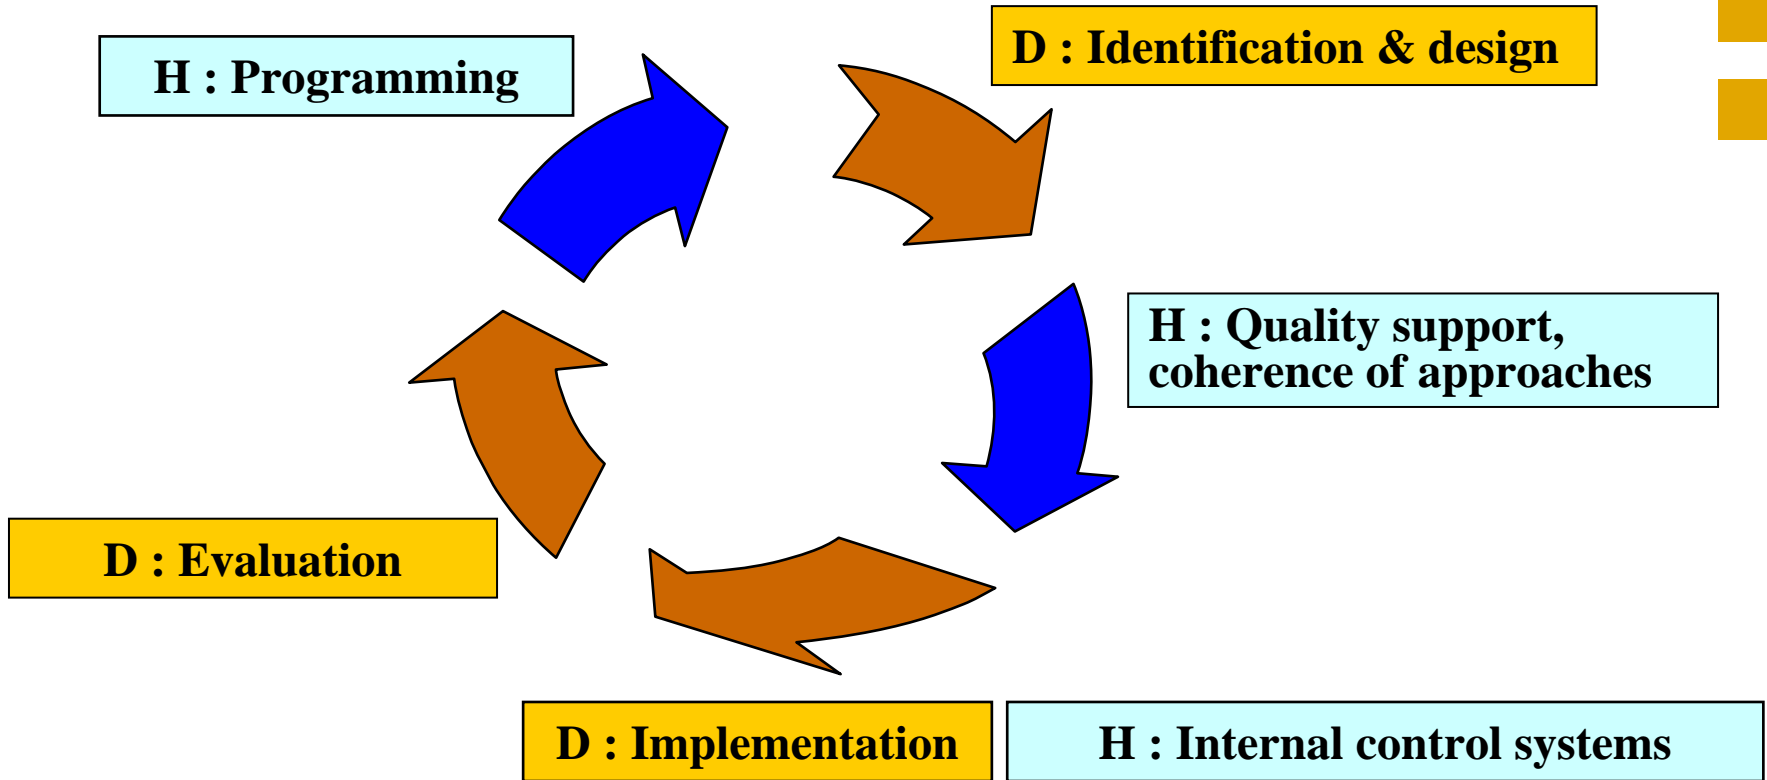 H : Programming
D : Identification & design
H : Quality support,
coherence of approaches
D : Evaluation
D : Implementation
H : Internal control systems